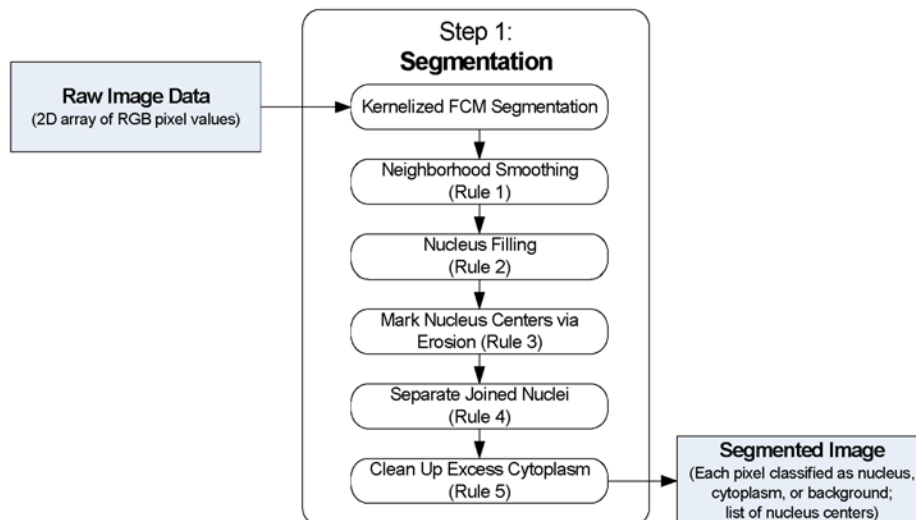 Step 1:
Segmentation
Raw Image Data
(2D array of RGB pixel values)
Kernelized FCM Segmentation
Neighborhood Smoothing
(Rule 1)
Nucleus Filling
(Rule 2)
Mark Nucleus Centers via
Erosion (Rule 3)
Separate Joined Nuclei
(Rule 4)
Clean Up Excess Cytoplasm
(Rule 5)
Segmented Image
(Each pixel classified as nucleus,
cytoplasm, or background;
list of nucleus centers)